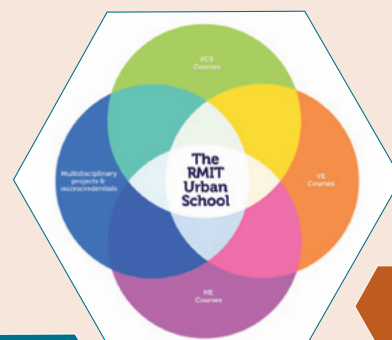 VCE
Courses
Multidisciplinary
projects &
microcredentials
The
RMIT
Urban
School
VE
Courses
HE
Courses